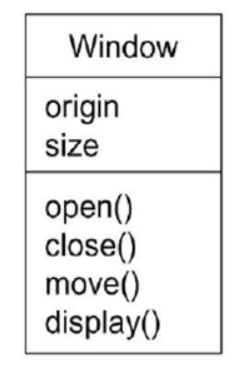 Window
origin
size
open()
close()
move()
display()